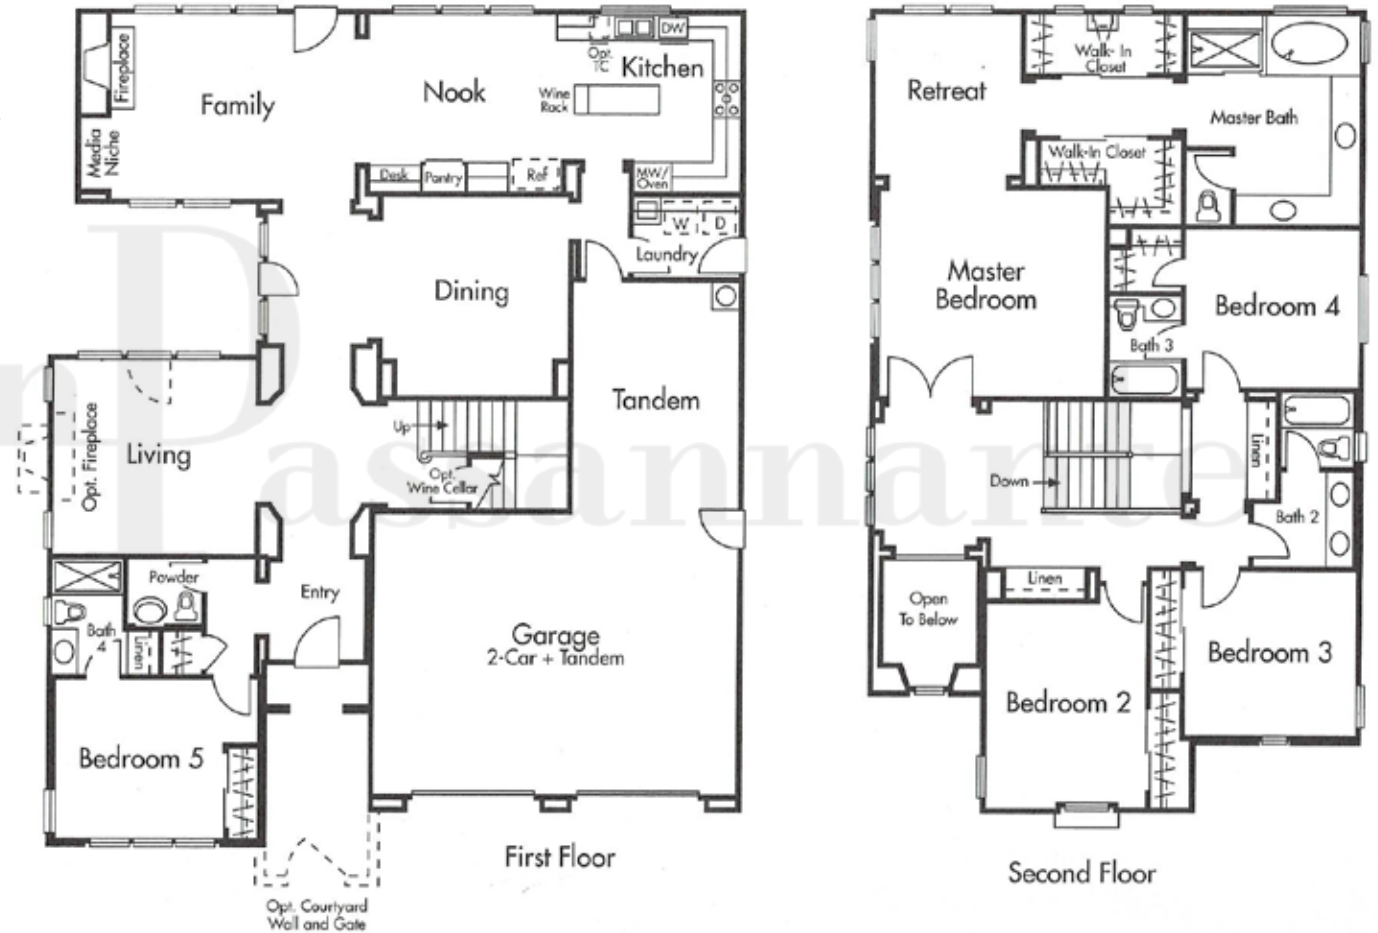 Fireplace
Media
Niche
Family
Nook
Opt.
TC
DW
Kitchen
Wine
Rack
Desk
Pantry
Ref
MW/
Oven
W
D
Laundry
Dining
Tandem
Opt. Fireplace
Living
Up
Opt.
Wine Cellar
Powder
Bath
4
Linen
Entry
Garage
2-Car + Tandem
Bedroom 5
First Floor
Opt. Courtyard
Wall and Gate
Retreat
Walk- In
Closet
Master Bath
Walk-In Closet
Master
Bedroom
Bedroom 4
Bath 3
Linen
Down
Bath 2
Linen
Open
To Below
Bedroom 3
Bedroom 2
Second Floor
n Passannante